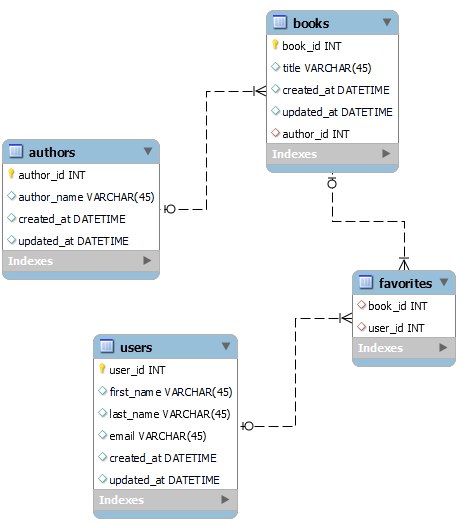 books
book_id INT
title VARCHAR(45)
created_at DATETIME
updated_at DATETIME
author_id INT
Indexes
authors
author_id INT
author_name VARCHAR(45)
created_at DATETIME
updated_at DATETIME
Indexes
favorites
book_id INT
user_id INT
Indexes
users
user_id INT
first_name VARCHAR(45)
last_name VARCHAR(45)
email VARCHAR(45)
created_at DATETIME
updated_at DATETIME
Indexes